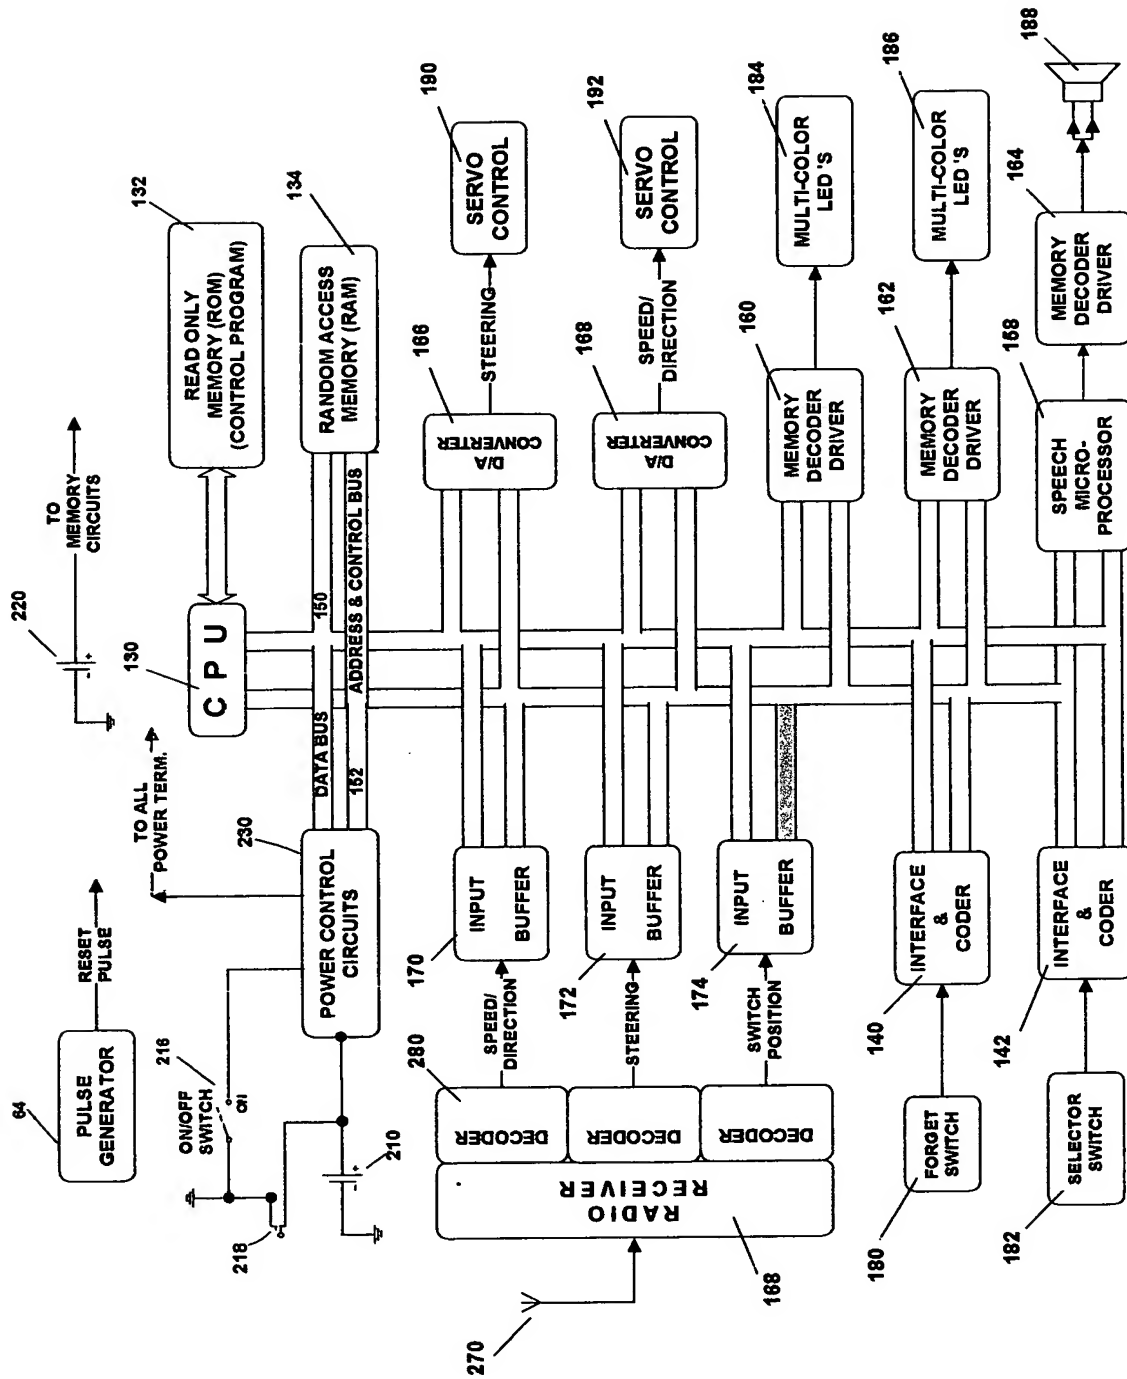 64
PULSE
GENERATOR
RESET
PULSE
216
ON/OFF
SWITCH
ON
218
210
TO ALL
POWER TERM.
230
POWER CONTROL
CIRCUITS
220
TO
MEMORY
CIRCUITS
+
-
130
C P U
132
READ ONLY
MEMORY (ROM)
(CONTROL PROGRAM)
134
RANDOM ACCESS
MEMORY (RAM)
DATA BUS
150
152
ADDRESS & CONTROL BUS
270
RADIO
RECEIVER
168
280
DECODER
DECODER
DECODER
SPEED/
DIRECTION
STEERING
SWITCH
POSITION
170
INPUT
BUFFER
172
INPUT
BUFFER
174
INPUT
BUFFER
166
D/A
CONVERTER
STEERING
190
SERVO
CONTROL
168
D/A
CONVERTER
SPEED/
DIRECTION
192
SERVO
CONTROL
160
MEMORY
DECODER
DRIVER
184
MULTI-COLOR
LED 'S
162
MEMORY
DECODER
DRIVER
186
MULTI-COLOR
LED 'S
180
FORGET
SWITCH
140
INTERFACE
&
CODER
182
SELECTOR
SWITCH
142
INTERFACE
&
CODER
158
SPEECH
MICRO-
PROCESSOR
164
MEMORY
DECODER
DRIVER
188
+
-